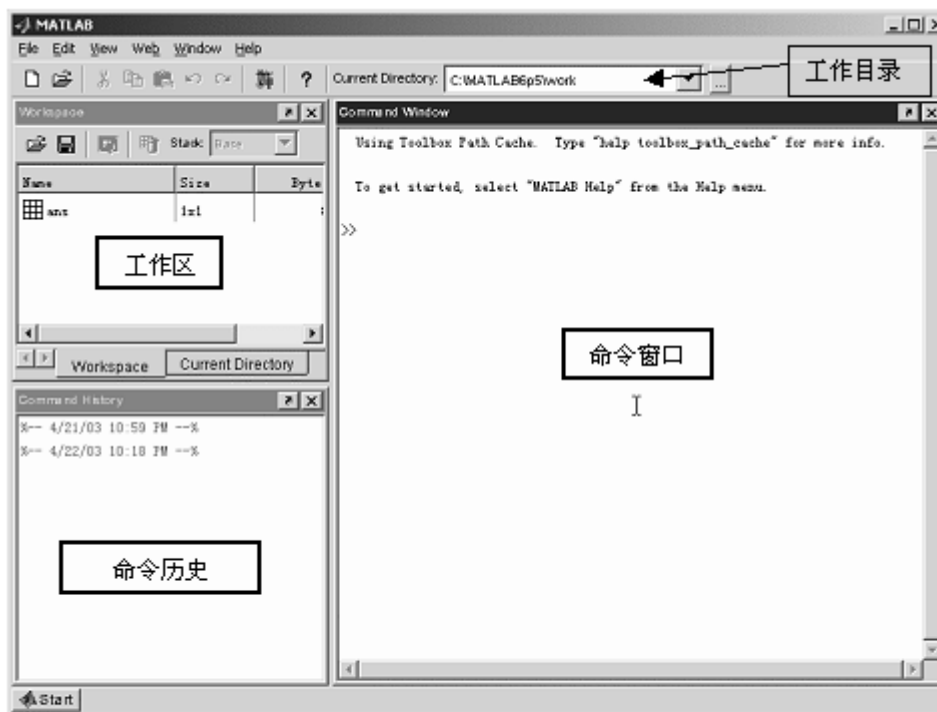 MATLAB
File Edit View Web Window Help
? Current Directory: C:\MATLAB6p5\work ...
工作目录
Workspace
Stack: Base
Name Size Byte
ans 1x1
工作区
Workspace Current Directory
Command History
%-- 4/21/03 10:59 PM --%
%-- 4/22/03 10:18 PM --%
命令历史
Command Window
Using Toolbox Path Cache. Type "help toolbox_path_cache" for more info.
To get started, select "MATLAB Help" from the Help menu.
>>
命令窗口
Start